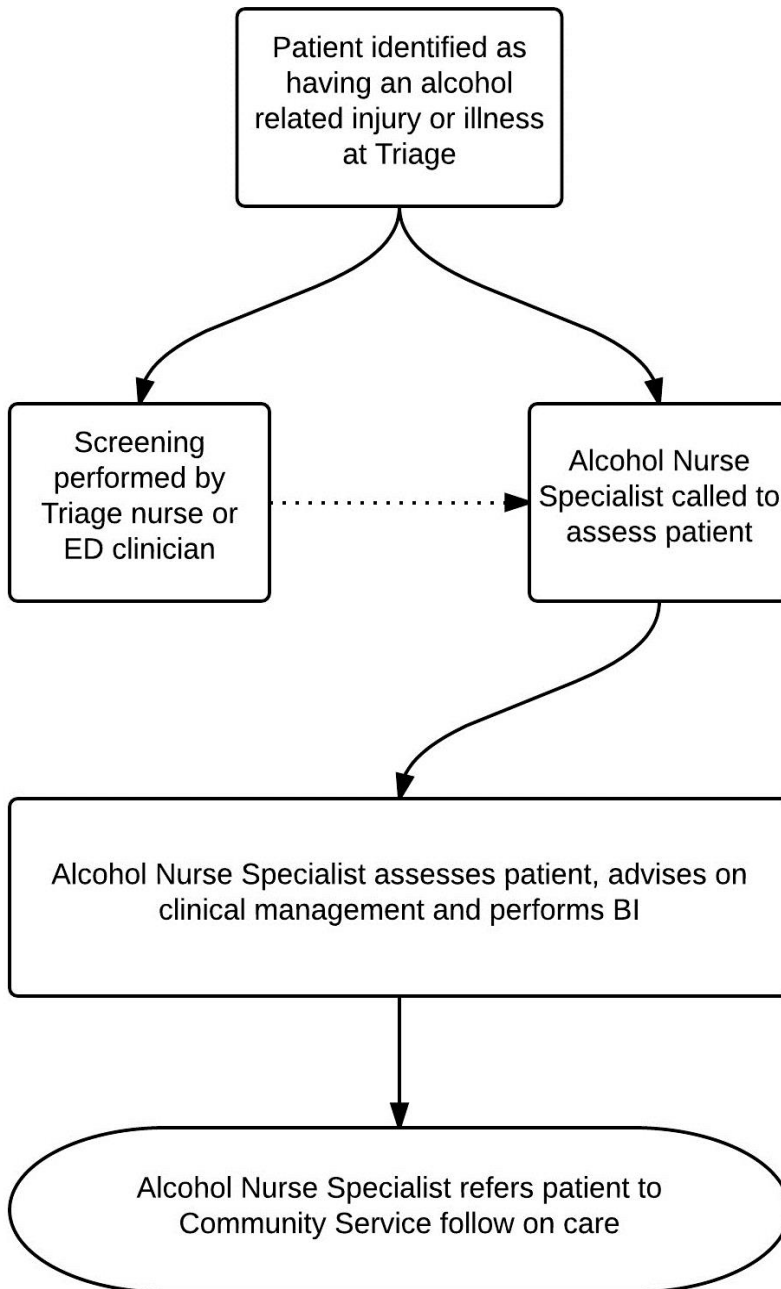 Patient identified as
having an alcohol
related injury or illness
at Triage
Screening
performed by
Triage nurse or
ED clinician
Alcohol Nurse
Specialist called to
assess patient
Alcohol Nurse Specialist assesses patient, advises on
clinical management and performs BI
Alcohol Nurse Specialist refers patient to
Community Service follow on care